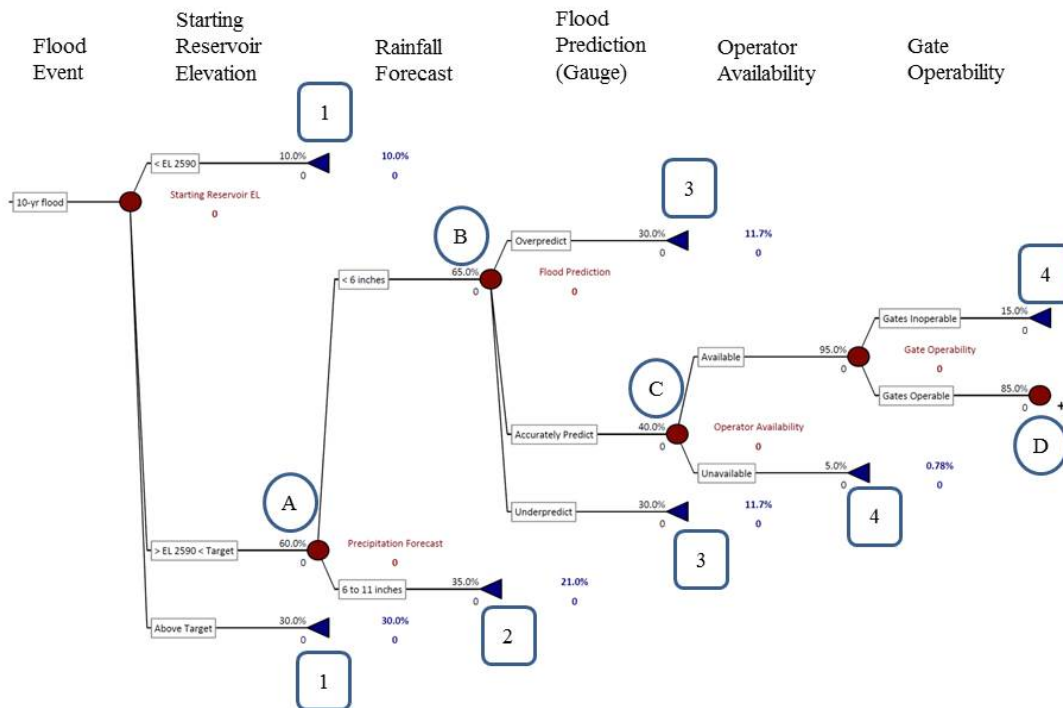 Flood
Event
Starting
Reservoir
Elevation
Rainfall
Forecast
Flood
Prediction
(Gauge)
Operator
Availability
Gate
Operability
1
< EL 2590
10.0%
0
10.0%
0
10-yr flood
Starting Reservoir EL
0
3
B
Overpredict
30.0%
0
11.7%
0
< 6 inches
65.0%
0
Flood Prediction
0
4
Gates Inoperable
15.0%
0
Available
95.0%
0
Gate Operability
0
C
Gates Operable
85.0%
0
+
D
Accurately Predict
40.0%
0
Operator Availability
0
Unavailable
5.0%
0
0.78%
0
4
A
Underpredict
30.0%
0
11.7%
0
3
> EL 2590 < Target
60.0%
0
Precipitation Forecast
0
6 to 11 inches
35.0%
0
21.0%
0
2
Above Target
30.0%
0
30.0%
0
1